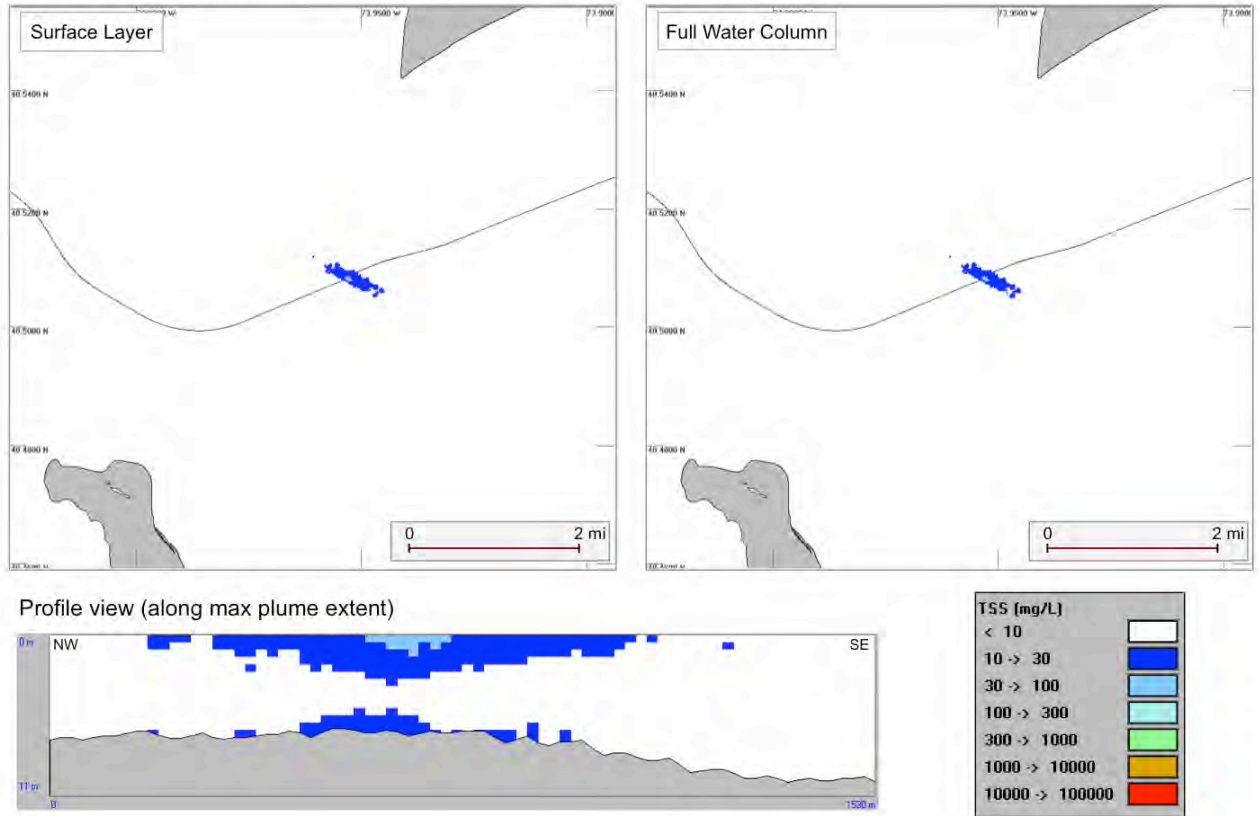 73.9500 W
73.9000
Surface Layer
40.5400 N
40.5200 N
40.5000 N
40.4800 N
0
2 mi
73.9500 W
73.9000
Full Water Column
40.5400 N
40.5200 N
40.5000 N
40.4800 N
0
2 mi
Profile view (along max plume extent)
0 m
NW
SE
11 m
0
1530 m
TSS (mg/L)
< 10
10 -> 30
30 -> 100
100 -> 300
300 -> 1000
1000 -> 10000
10000 -> 100000